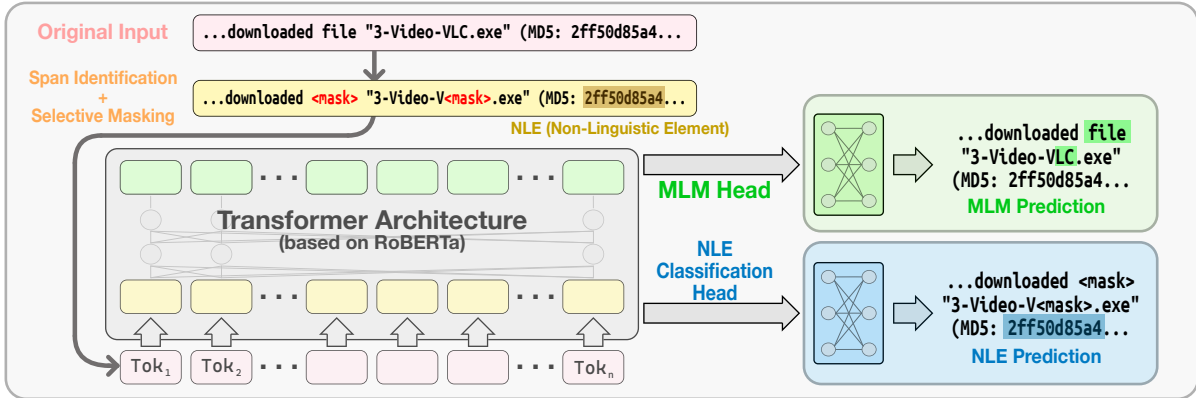 Original Input
...downloaded file "3-Video-VLC.exe" (MD5: 2ff50d85a4...
Span Identification
+
Selective Masking
...downloaded <mask> "3-Video-V<mask>.exe" (MD5: 2ff50d85a4...
NLE (Non-Linguistic Element)
Transformer Architecture
(based on RoBERTa)
Tok₁
Tok₂
Tokₙ
MLM Head
...downloaded file
"3-Video-VLC.exe"
(MD5: 2ff50d85a4...
MLM Prediction
NLE
Classification
Head
...downloaded <mask>
"3-Video-V<mask>.exe"
(MD5: 2ff50d85a4...
NLE Prediction